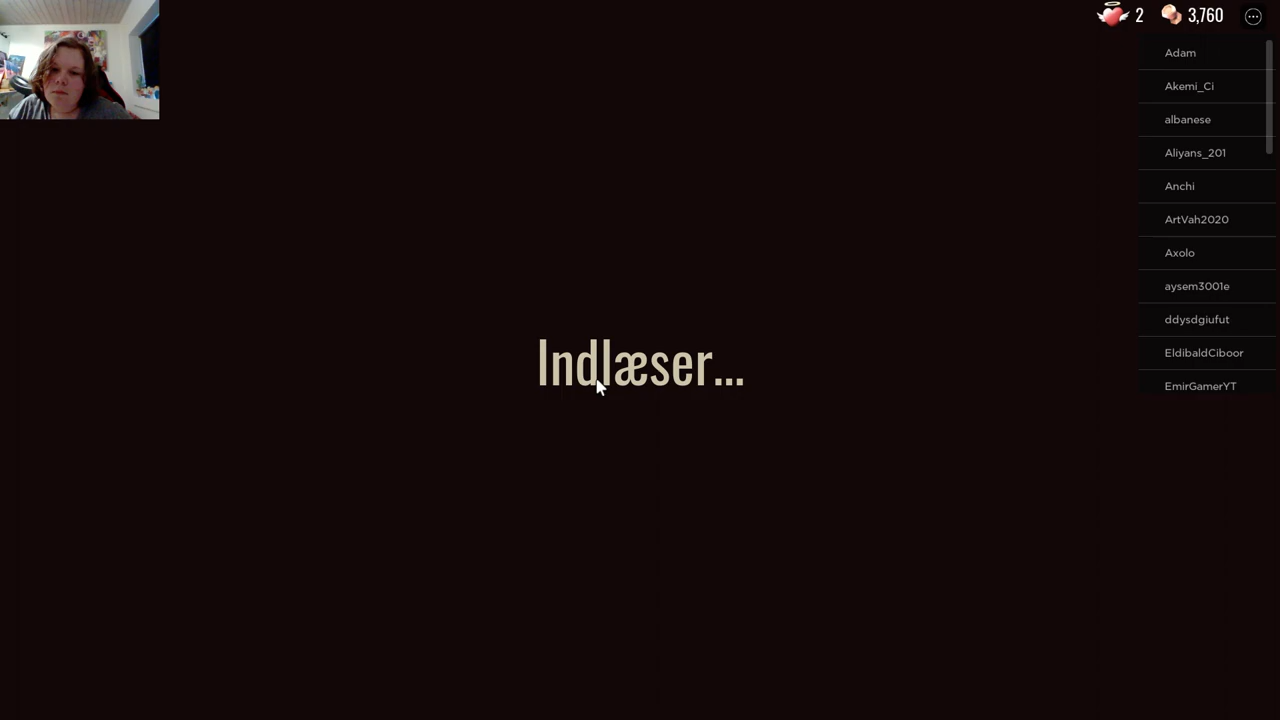 2 3,760
Adam
Akemi_Ci
albanese
Aliyans_201
Anchi
ArtVah2020
Axolo
aysem3001e
ddysdgiufut
EldibaldCiboor
EmirGamerYT
Indlæser...